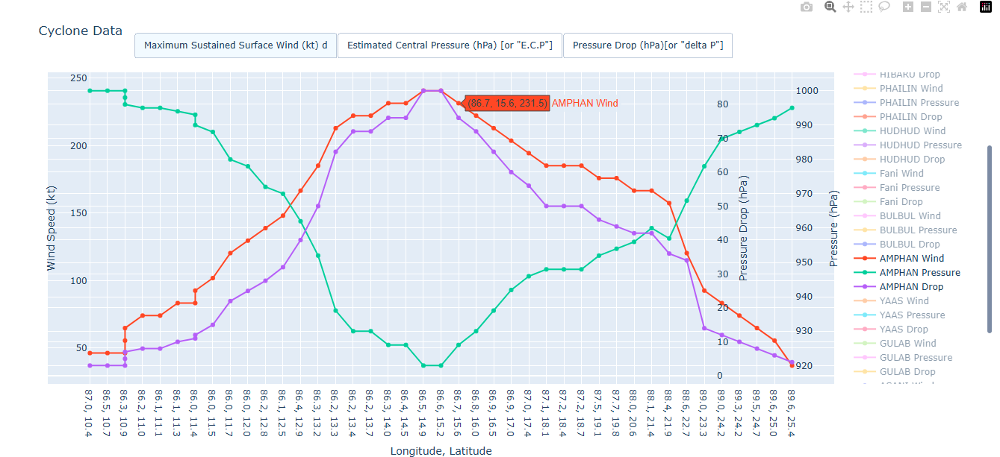 Cyclone Data
Maximum Sustained Surface Wind (kt) d
Estimated Central Pressure (hPa) [or "E.C.P"]
Pressure Drop (hPa)[or "delta P"]
250
200
150
100
50
Wind Speed (kt)
(86.7, 15.6, 231.5) AMPHAN Wind
80
70
60
50
40
30
20
10
0
Pressure Drop (hPa)
1000
990
980
970
960
950
940
930
920
Pressure (hPa)
87.0, 10.4
86.5, 10.7
86.3, 10.9
86.2, 11.0
86.1, 11.1
86.1, 11.3
86.0, 11.4
86.0, 11.5
86.0, 11.7
86.0, 12.0
86.2, 12.8
86.1, 12.5
86.4, 12.9
86.3, 13.2
86.3, 13.4
86.2, 13.4
86.2, 13.7
86.3, 14.0
86.4, 14.5
86.5, 14.9
86.6, 15.2
86.7, 15.6
86.8, 16.0
86.9, 16.5
86.9, 17.0
87.0, 17.4
87.1, 18.1
87.2, 18.4
87.2, 18.7
87.5, 19.1
87.7, 19.8
88.0, 20.6
88.1, 21.4
88.4, 21.9
88.6, 22.7
89.0, 23.3
89.0, 24.2
89.3, 24.2
89.5, 24.7
89.6, 25.0
89.6, 25.4
Longitude, Latitude
HIBARU Drop
PHAILIN Wind
PHAILIN Pressure
PHAILIN Drop
HUDHUD Wind
HUDHUD Pressure
HUDHUD Drop
Fani Wind
Fani Pressure
Fani Drop
BULBUL Wind
BULBUL Pressure
BULBUL Drop
AMPHAN Wind
AMPHAN Pressure
AMPHAN Drop
YAAS Wind
YAAS Pressure
YAAS Drop
GULAB Wind
GULAB Pressure
GULAB Drop